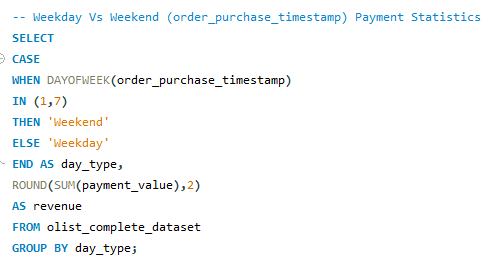 -- Weekday Vs Weekend (order_purchase_timestamp) Payment Statistics
SELECT
CASE
WHEN DAYOFWEEK(order_purchase_timestamp)
IN (1,7)
THEN 'Weekend'
ELSE 'Weekday'
END AS day_type,
ROUND(SUM(payment_value),2)
AS revenue
FROM olist_complete_dataset
GROUP BY day_type;